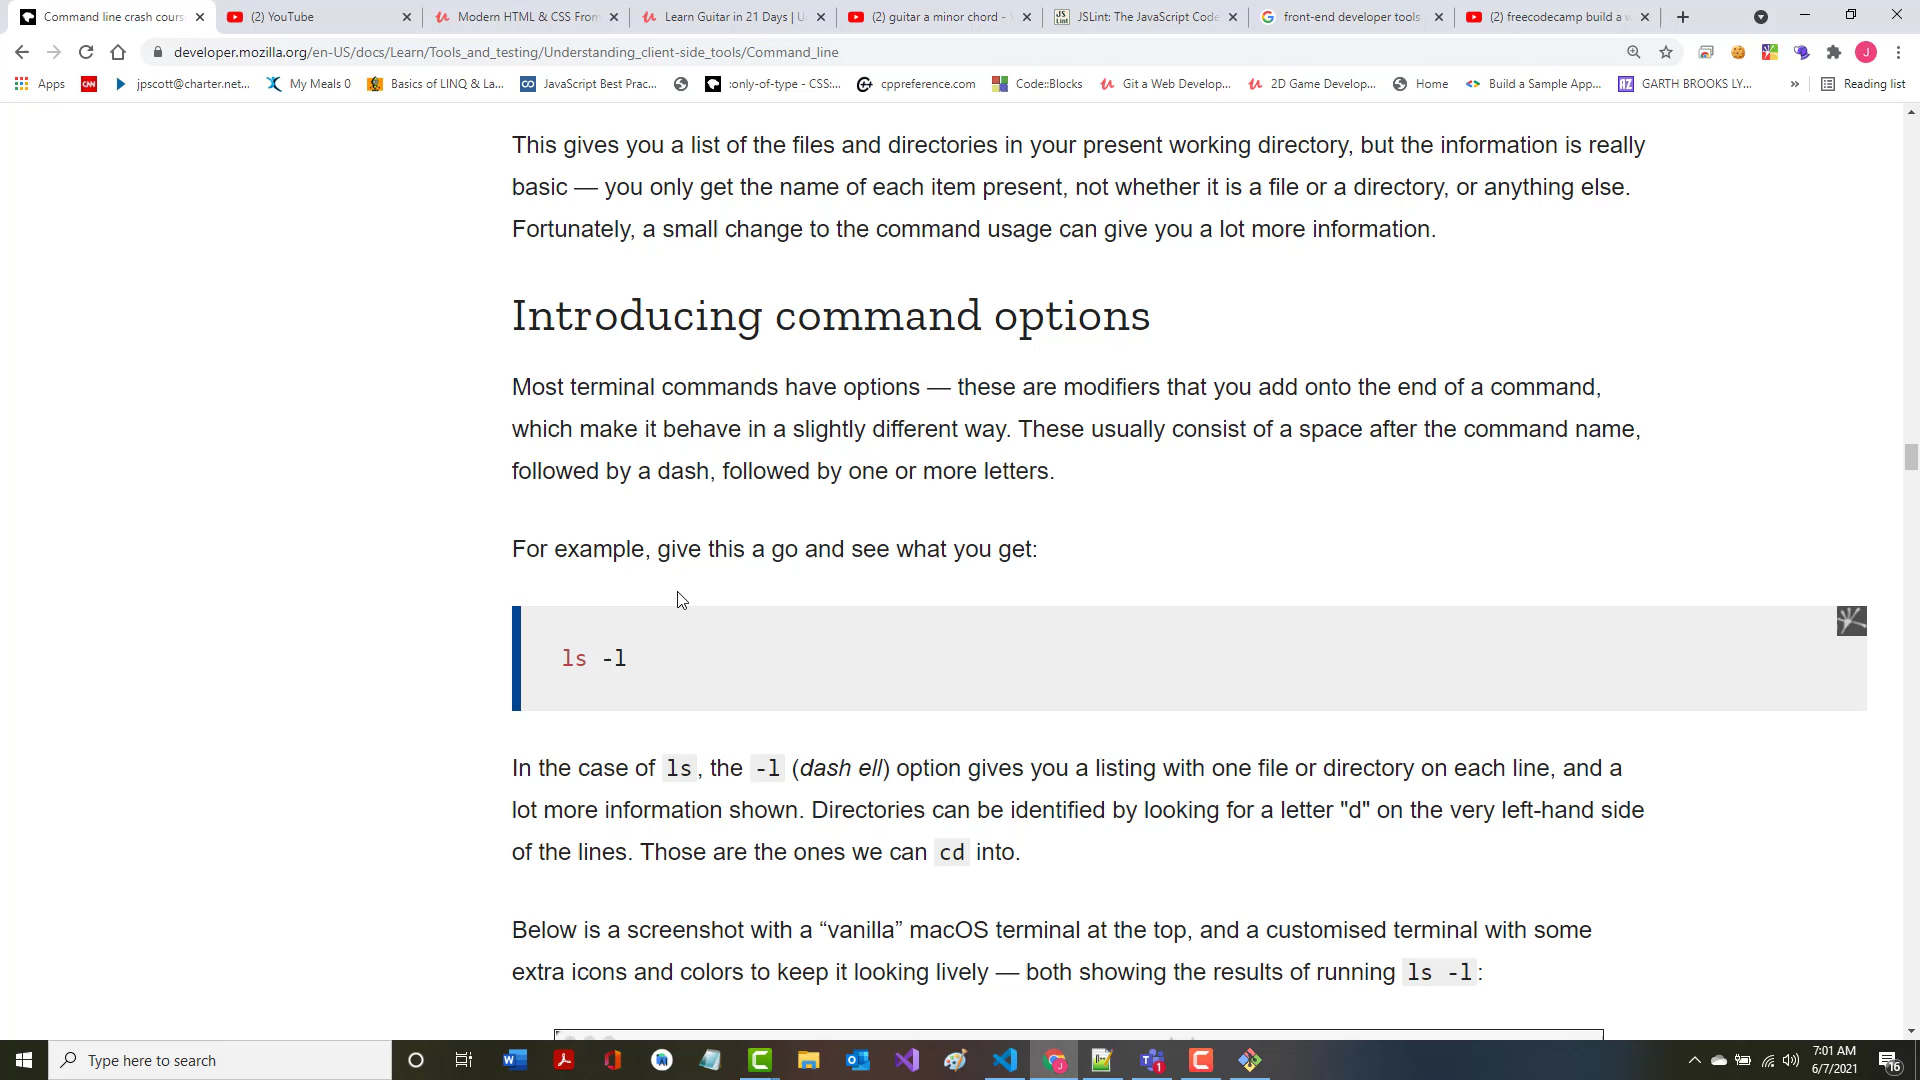 Command line crash cours
(2) YouTube
Modern HTML & CSS From
Learn Guitar in 21 Days | U
(2) guitar a minor chord -
JSLint: The JavaScript Code
front-end developer tools
(2) freecodecamp build a w
developer.mozilla.org/en-US/docs/Learn/Tools_and_testing/Understanding_client-side_tools/Command_line
Apps
CNN
jpscott@charter.net...
My Meals 0
Basics of LINQ & La...
JavaScript Best Prac...
:only-of-type - CSS:...
cppreference.com
Code::Blocks
Git a Web Develop...
2D Game Develop...
Home
Build a Sample App...
GARTH BROOKS LY...
»
Reading list
This gives you a list of the files and directories in your present working directory, but the information is really
basic — you only get the name of each item present, not whether it is a file or a directory, or anything else.
Fortunately, a small change to the command usage can give you a lot more information.
Introducing command options
Most terminal commands have options — these are modifiers that you add onto the end of a command,
which make it behave in a slightly different way. These usually consist of a space after the command name,
followed by a dash, followed by one or more letters.
For example, give this a go and see what you get:
ls -l
In the case of ls, the -l (dash ell) option gives you a listing with one file or directory on each line, and a
lot more information shown. Directories can be identified by looking for a letter "d" on the very left-hand side
of the lines. Those are the ones we can cd into.
Below is a screenshot with a “vanilla” macOS terminal at the top, and a customised terminal with some
extra icons and colors to keep it looking lively — both showing the results of running ls -l:
Type here to search
7:01 AM
6/7/2021
16